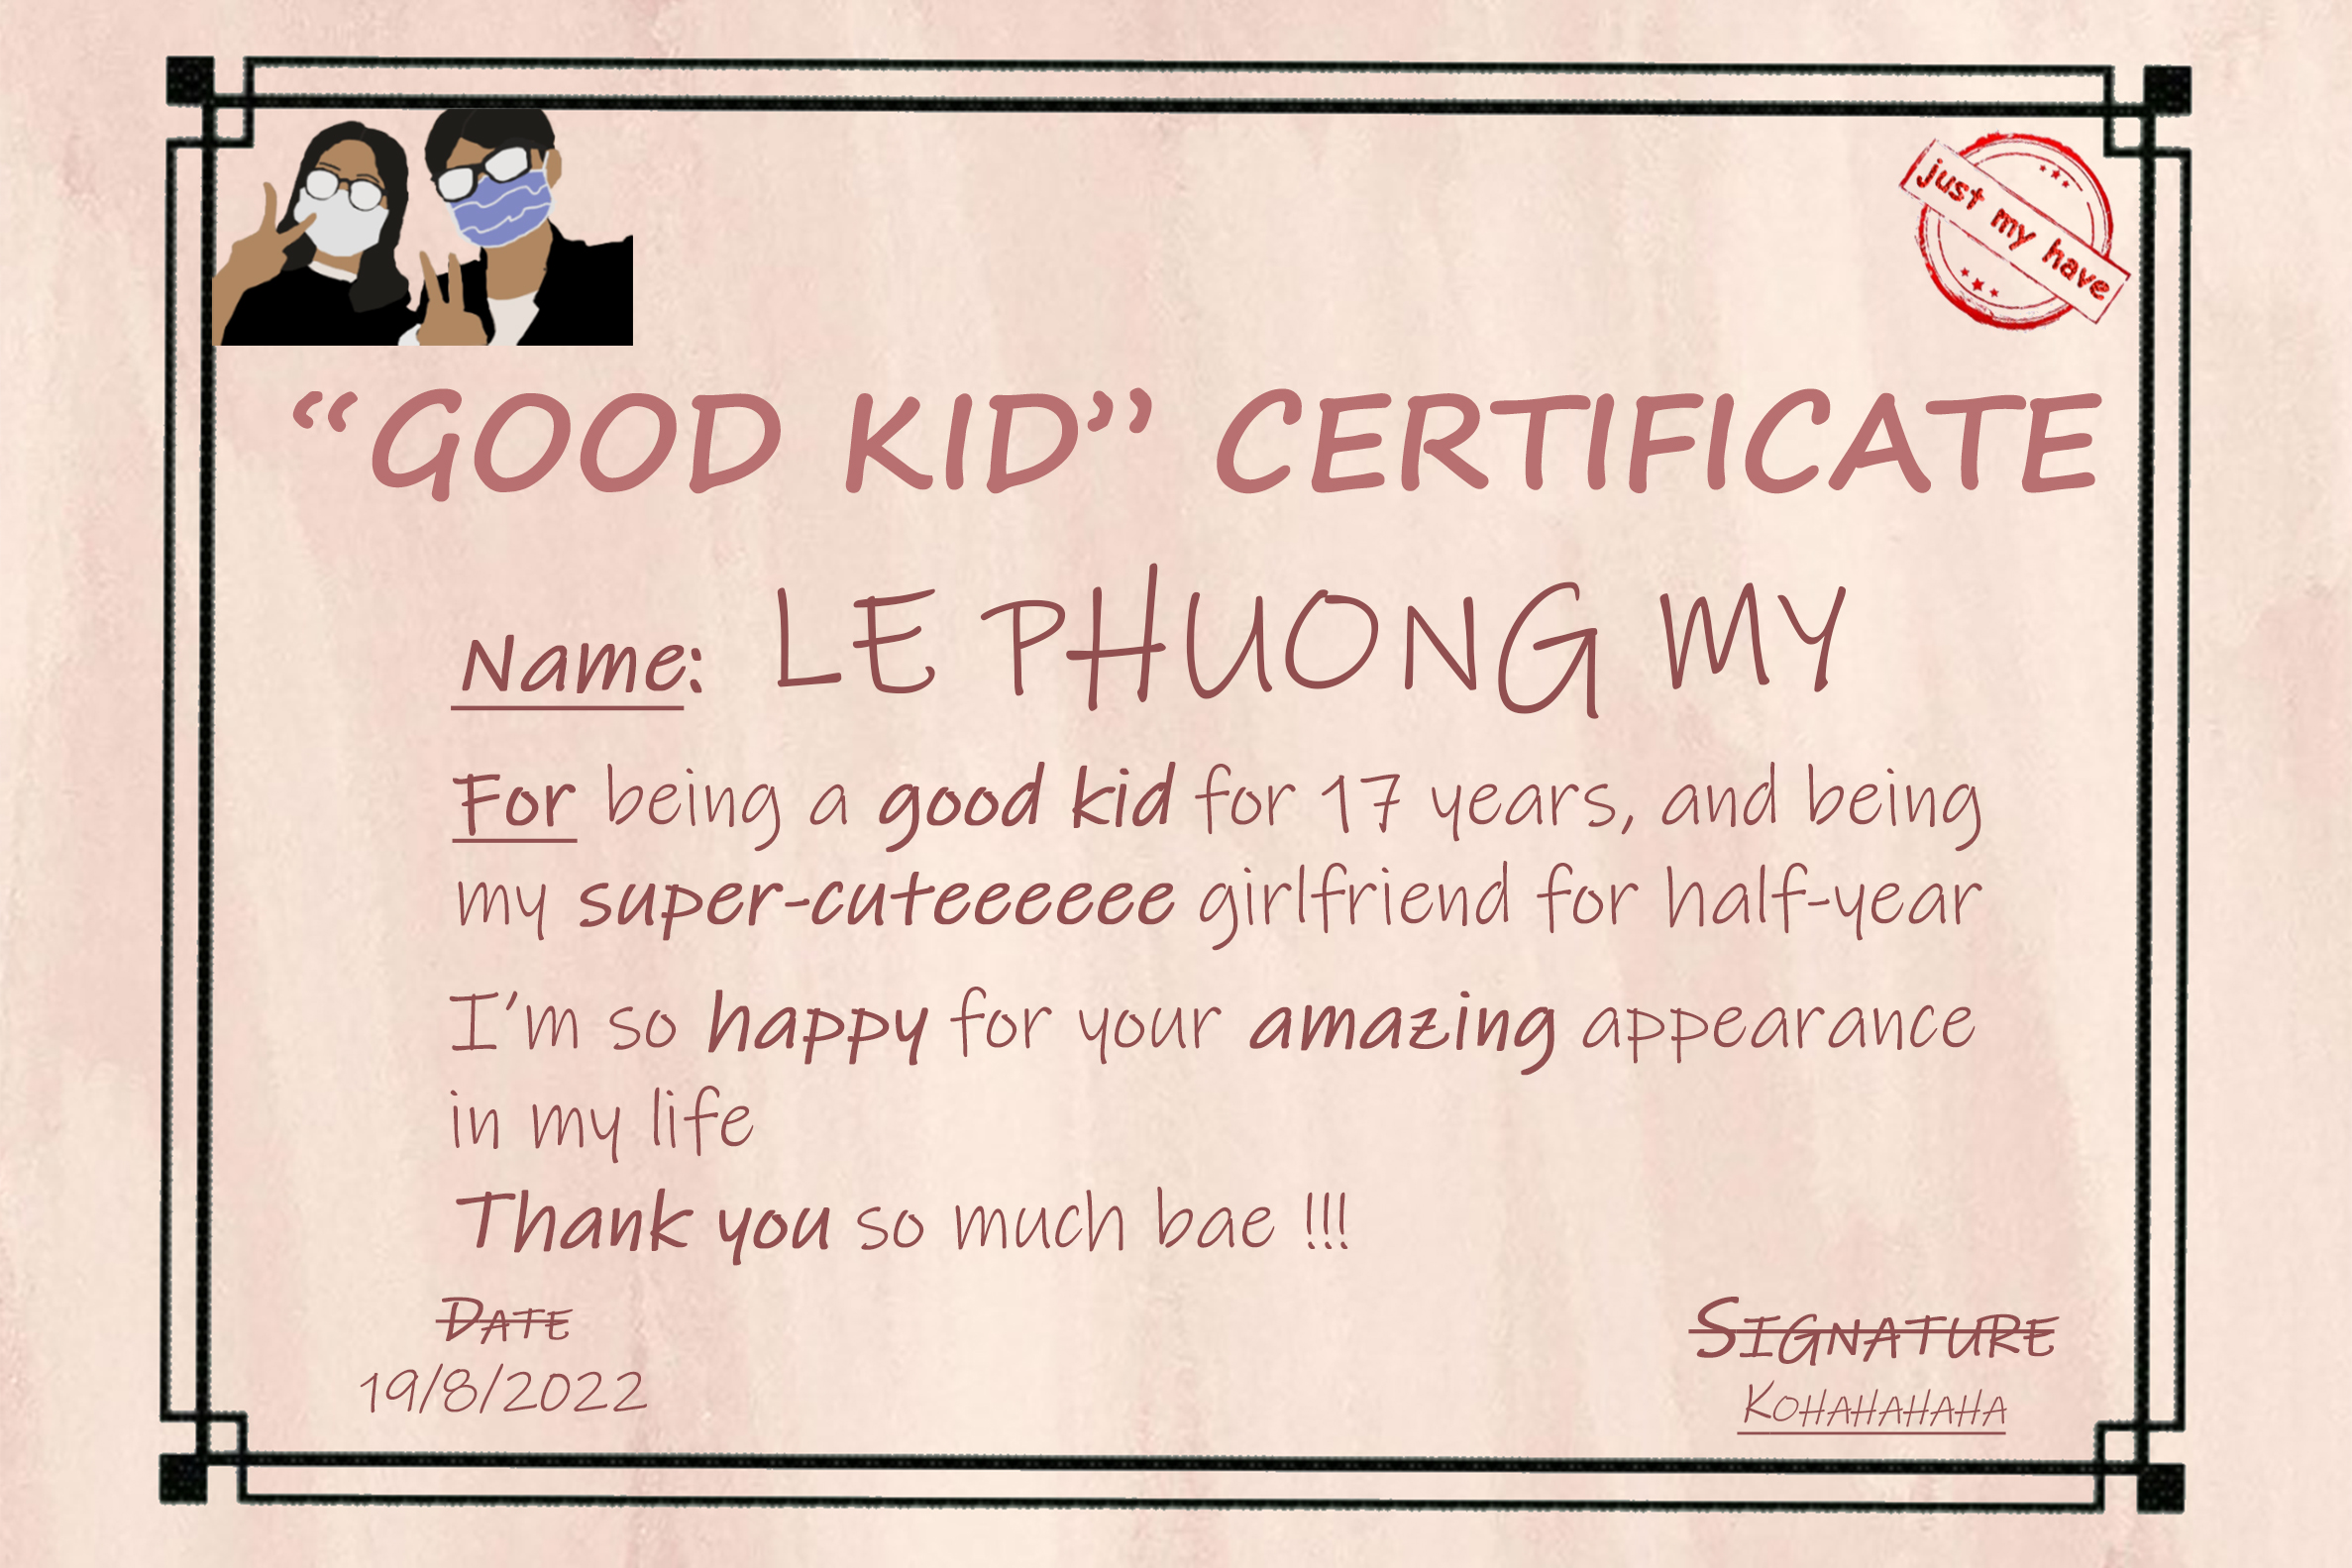 just my have
“GOOD KID” CERTIFICATE
Name: LE PHUONG MY
For being a good kid for 17 years, and being
my super-cuteeeeee girlfriend for half-year
I’m so happy for your amazing appearance
in my life
Thank you so much bae !!!
DATE
19/8/2022
SIGNATURE
KOHAHAHAHA